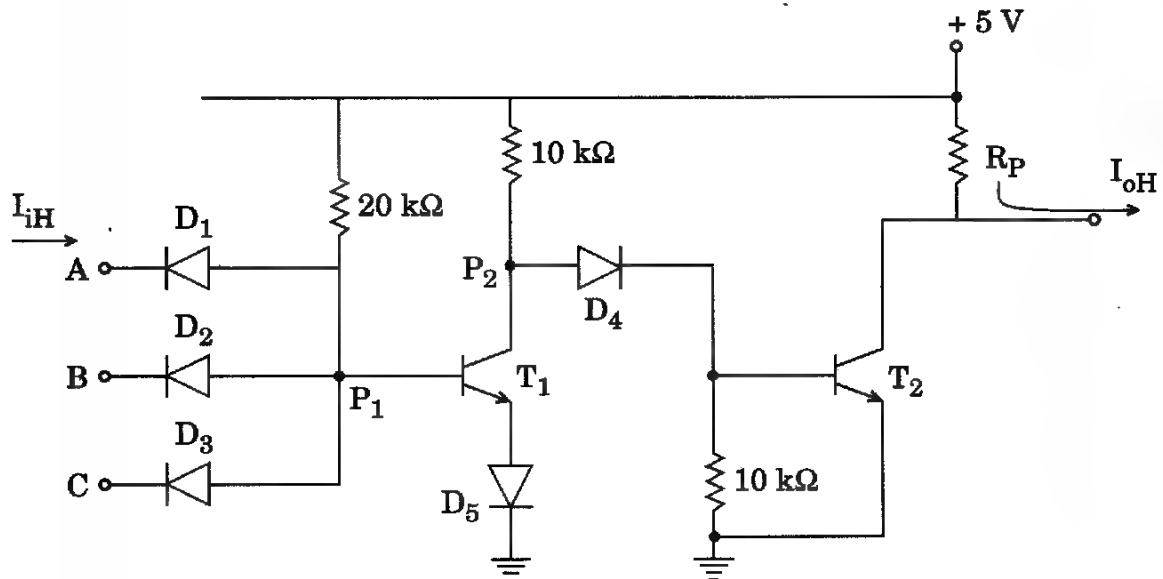 + 5 V
10 kΩ
R_P
I_oH
I_iH
D_1
20 kΩ
A
P_2
D_4
D_2
B
P_1
T_1
T_2
D_3
C
D_5
10 kΩ